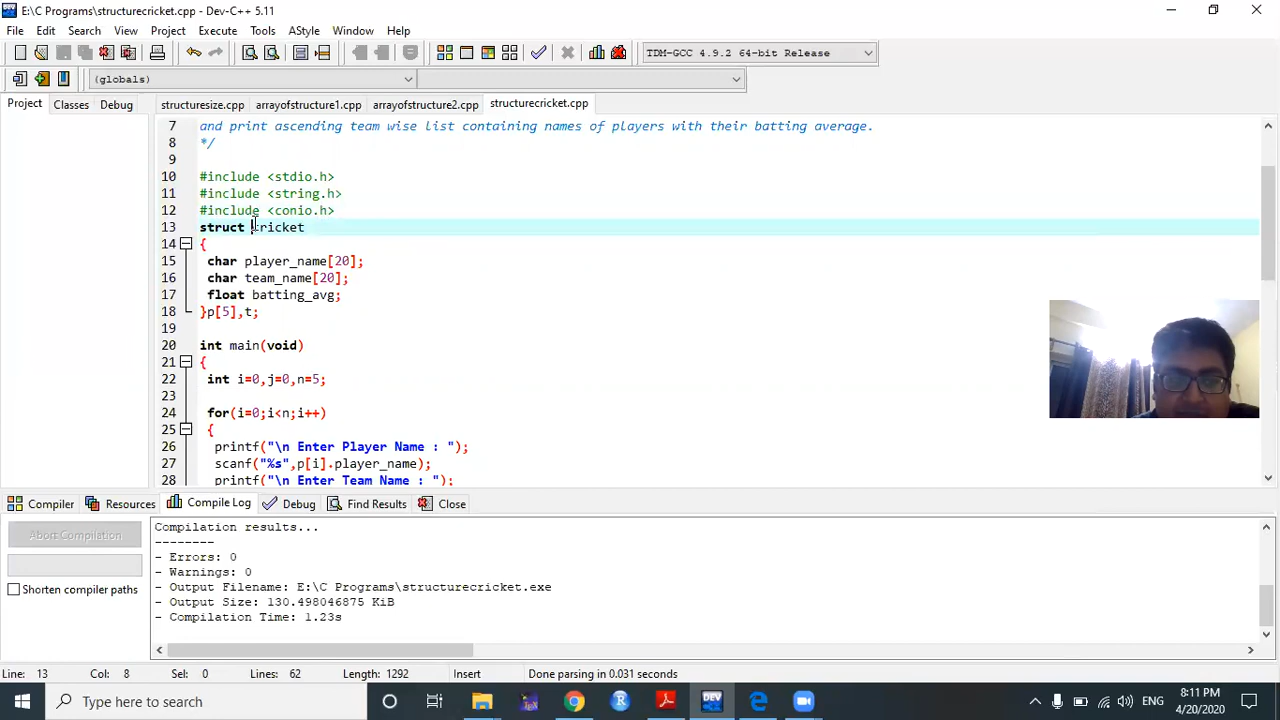 E:\C Programs\structurecricket.cpp - Dev-C++ 5.11
File Edit Search View Project Execute Tools AStyle Window Help
TDM-GCC 4.9.2 64-bit Release
(globals)
Project Classes Debug
structuresize.cpp arrayofstructure1.cpp arrayofstructure2.cpp structurecricket.cpp
7 and print ascending team wise list containing names of players with their batting average.
8 */
9
10 #include <stdio.h>
11 #include <string.h>
12 #include <conio.h>
13 struct cricket
14 {
15 char player_name[20];
16 char team_name[20];
17 float batting_avg;
18 }p[5],t;
19
20 int main(void)
21 {
22 int i=0,j=0,n=5;
23
24 for(i=0;i<n;i++)
25 {
26 printf("\n Enter Player Name : ");
27 scanf("%s",p[i].player_name);
28 printf("\n Enter Team Name : ");
Compiler Resources Compile Log Debug Find Results Close
Abort Compilation
Shorten compiler paths
Compilation results...
--------
- Errors: 0
- Warnings: 0
- Output Filename: E:\C Programs\structurecricket.exe
- Output Size: 130.498046875 KiB
- Compilation Time: 1.23s
Line: 13 Col: 8 Sel: 0 Lines: 62 Length: 1292 Insert Done parsing in 0.031 seconds
Type here to search
DEV
ENG
8:11 PM
4/20/2020